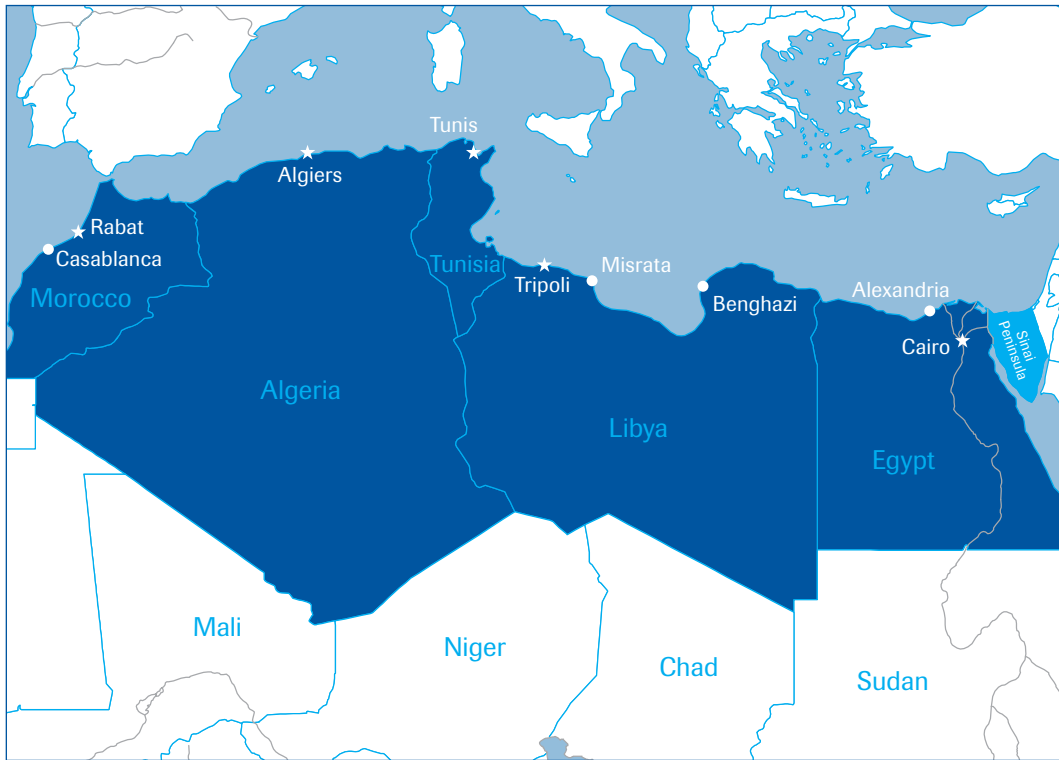 Tunis
Algiers
Rabat
Casablanca
Morocco
Tunisia
Tripoli
Misrata
Benghazi
Alexandria
Cairo
Sinai
Peninsula
Algeria
Libya
Egypt
Mali
Niger
Chad
Sudan